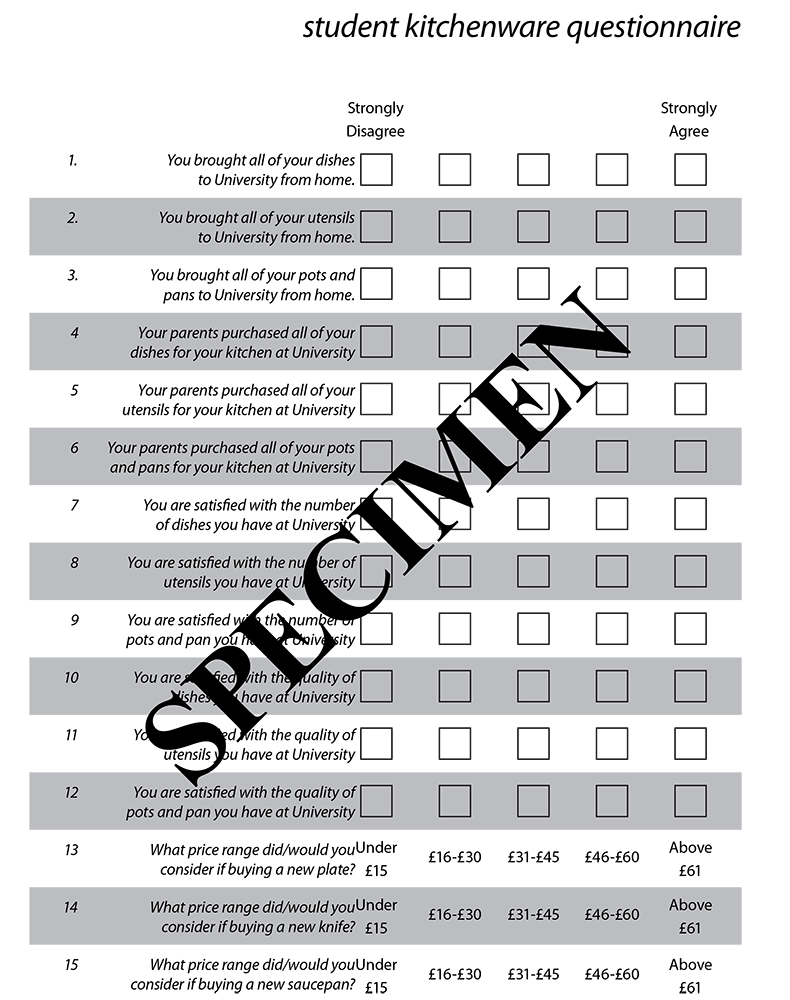 student kitchenware questionnaire
Strongly Strongly
Disagree Agree
1. You brought all of your dishes
to University from home.
2. You brought all of your utensils
to University from home.
3. You brought all of your pots and
pans to University from home.
4 Your parents purchased all of your
dishes for your kitchen at University
5 Your parents purchased all of your
utensils for your kitchen at University
6 Your parents purchased all of your pots
and pans for your kitchen at University
7 You are satisfied with the number
of dishes you have at University
8 You are satisfied with the number of
utensils you have at University
9 You are satisfied with the number of
pots and pan you have at University
10 You are satisfied with the quality of
dishes you have at University
11 You are satisfied with the quality of
utensils you have at University
12 You are satisfied with the quality of
pots and pan you have at University
13 What price range did/would you Under £16-£30 £31-£45 £46-£60 Above
consider if buying a new plate? £15 £61
14 What price range did/would you Under £16-£30 £31-£45 £46-£60 Above
consider if buying a new knife? £15 £61
15 What price range did/would you Under £16-£30 £31-£45 £46-£60 Above
consider if buying a new saucepan? £15 £61
SPECIMEN